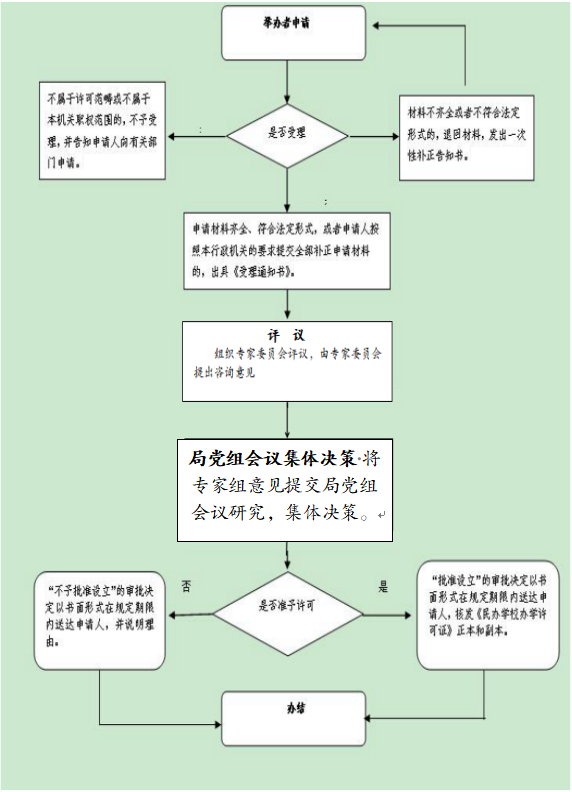 举办者申请
不属于许可范畴或不属于
本机关职权范围的，不予受
理，并告知申请人向有关部
门申请。
：
是否受理
材料不齐全或者不符合法定
形式的，退回材料，发出一次
性补正告知书。
：
申请材料齐全、符合法定形式，或者申请人按
照本行政机关的要求提交全部补正申请材料
的，出具《受理通知书》。
评 议
组织专家委员会评议，由专家委员会
提出咨询意见
局党组会议集体决策 将
专家组意见提交局党组
会议研究，集体决策。
“不予批准设立”的审批决
定以书面形式在规定期限
内送达申请人，并说明理
由。
否
是否准予许可
是
“批准设立”的审批决定以书
面形式在规定期限内送达申
请人，核发《民办学校办学许
可证》正本和副本。
办结